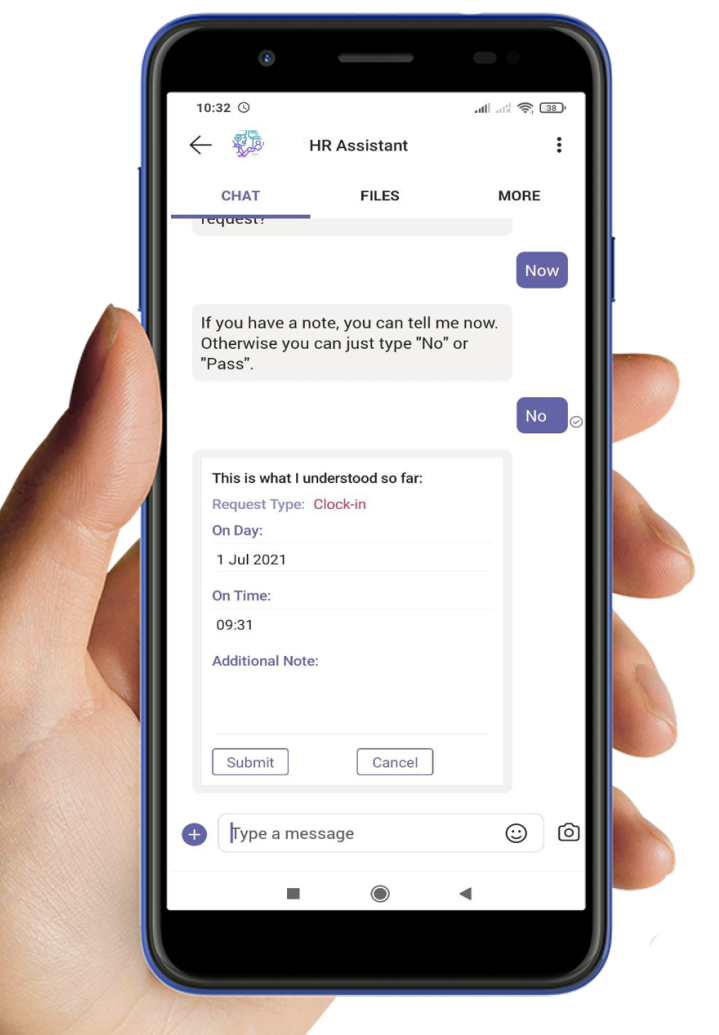 10:32
38
HR Assistant
CHAT FILES MORE
request?
Now
If you have a note, you can tell me now.
Otherwise you can just type "No" or
"Pass".
No
This is what I understood so far:
Request Type: Clock-in
On Day:
1 Jul 2021
On Time:
09:31
Additional Note:
Submit Cancel
Type a message